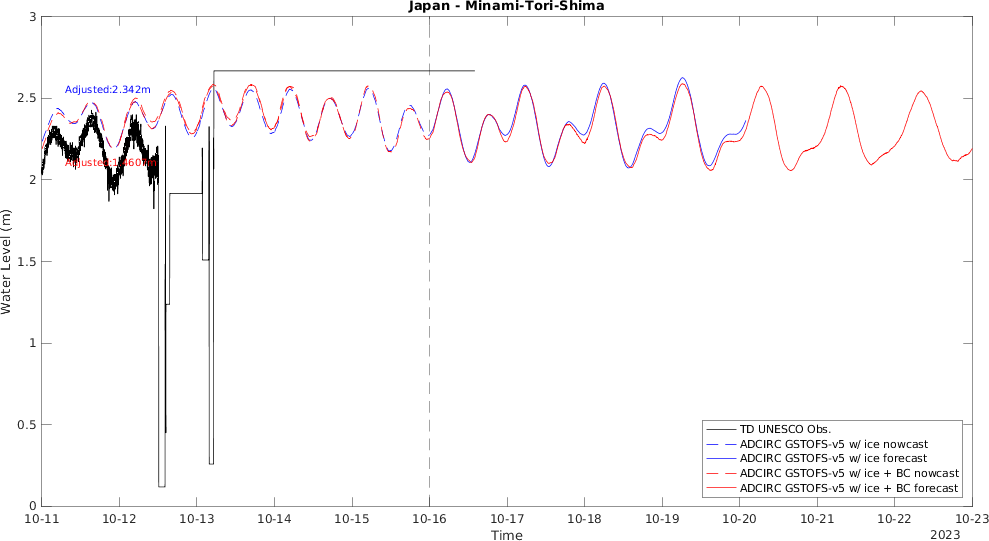 Japan - Minami-Tori-Shima
3
2.5
2
1.5
1
0.5
0
Water Level (m)
Adjusted:2.342m
10-11
10-12
10-13
10-14
10-15
10-16
10-17
10-18
10-19
10-20
10-21
10-22
10-23
Time
2023
TD UNESCO Obs.
ADCIRC GSTOFS-v5 w/ ice nowcast
ADCIRC GSTOFS-v5 w/ ice forecast
ADCIRC GSTOFS-v5 w/ ice + BC nowcast
ADCIRC GSTOFS-v5 w/ ice + BC forecast